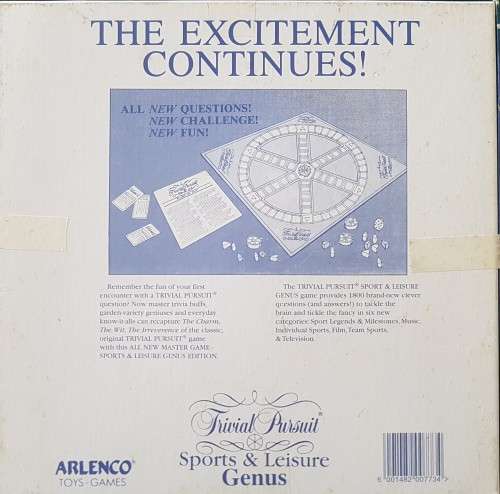 THE EXCITEMENT
CONTINUES!
ALL NEW QUESTIONS!
NEW CHALLENGE!
NEW FUN!
Remember the fun of your first
encounter with a TRIVIAL PURSUIT®
question? Now master trivia buffs,
garden-variety geniuses and everyday
know-it-alls can recapture The Charm,
The Wit, The Irreverence of the classic,
original TRIVIAL PURSUIT® game
with this ALL NEW MASTER GAME –
SPORTS & LEISURE GENUS EDITION.
The TRIVIAL PURSUIT® SPORT & LEISURE
GENUS game provides 1800 brand-new clever
questions (and answers!) to tackle the
brain and tickle the fancy in six new
categories: Sport Legends & Milestones, Music,
Individual Sports, Film, Team Sports,
& Television.
Trivial Pursuit®
Sports & Leisure
Genus
ARLENCO
TOYS-GAMES
6 001482 007734 >